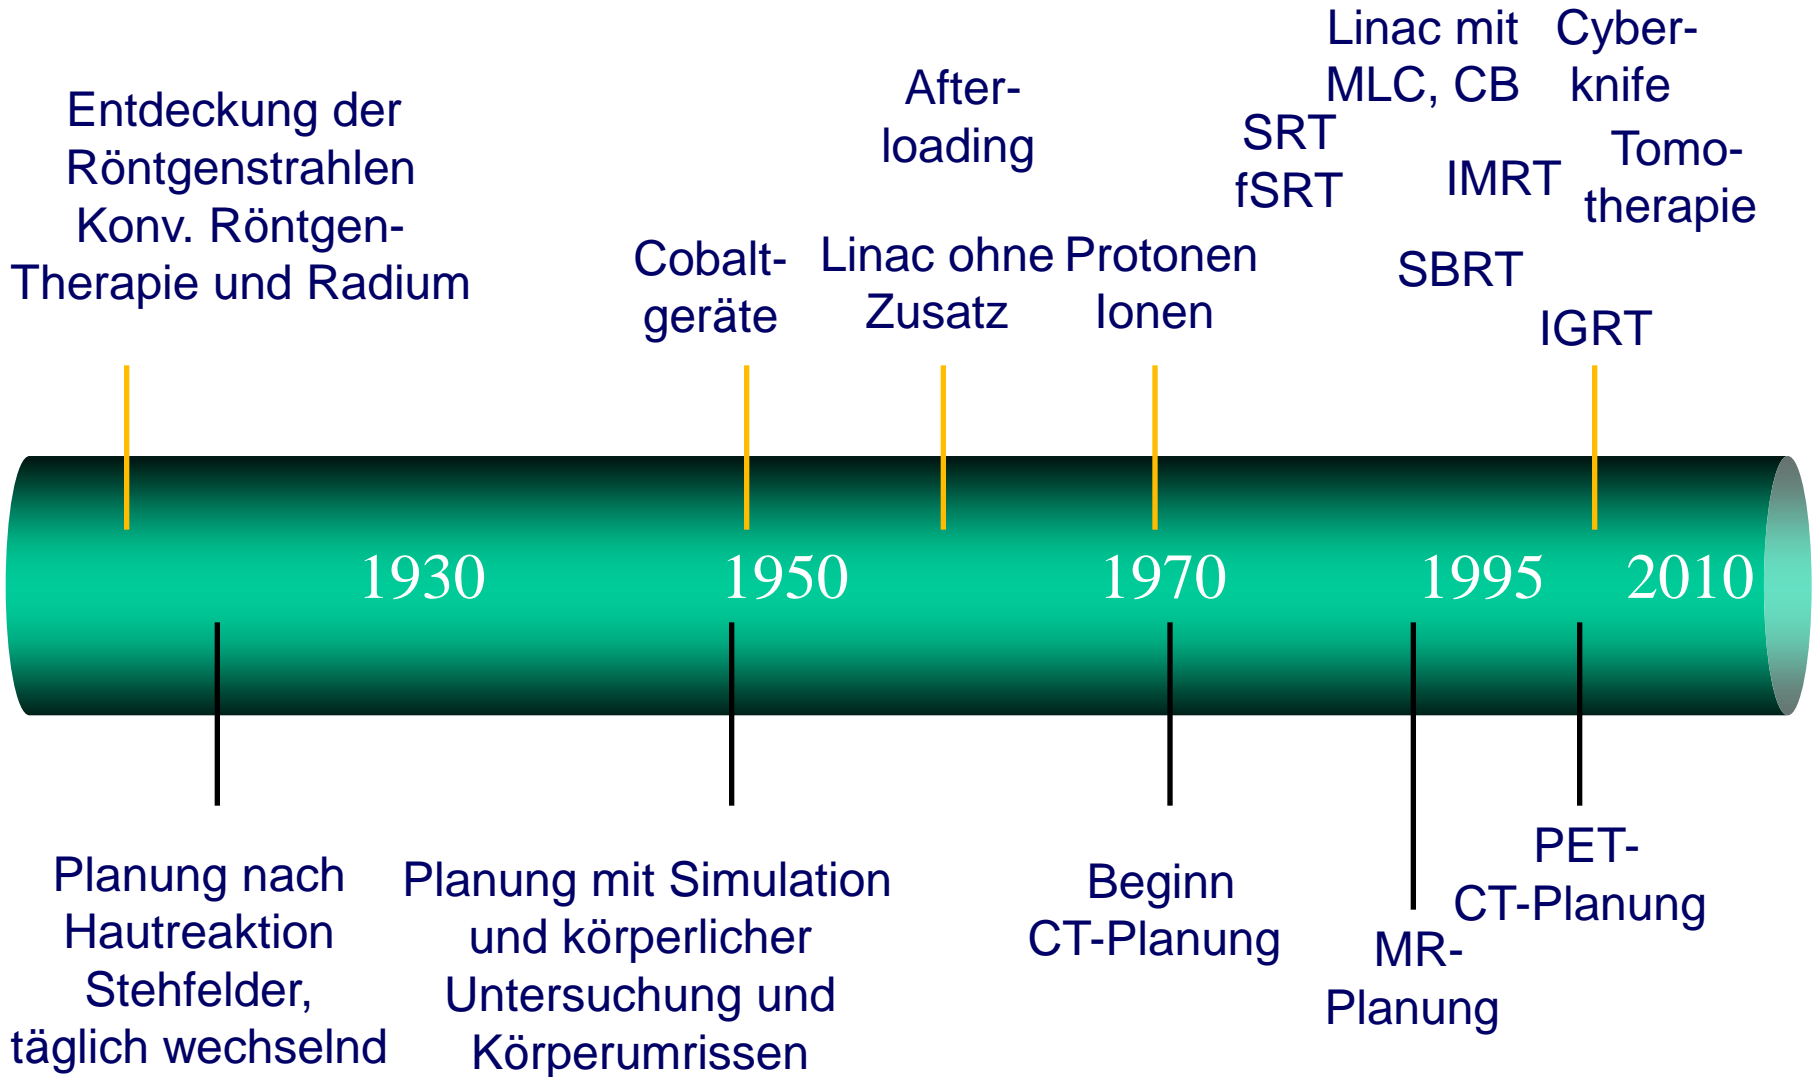 Entdeckung der
Röntgenstrahlen
Konv. Röntgen-
Therapie und Radium
Cobalt-
geräte
After-
loading
Linac ohne
Zusatz
Protonen
Ionen
SRT
fSRT
Linac mit
MLC, CB
IMRT
SBRT
Cyber-
knife
Tomo-
therapie
IGRT
1930
1950
1970
1995
2010
Planung nach
Hautreaktion
Stehfelder,
täglich wechselnd
Planung mit Simulation
und körperlicher
Untersuchung und
Körperumrissen
Beginn
CT-Planung
MR-
Planung
PET-
CT-Planung